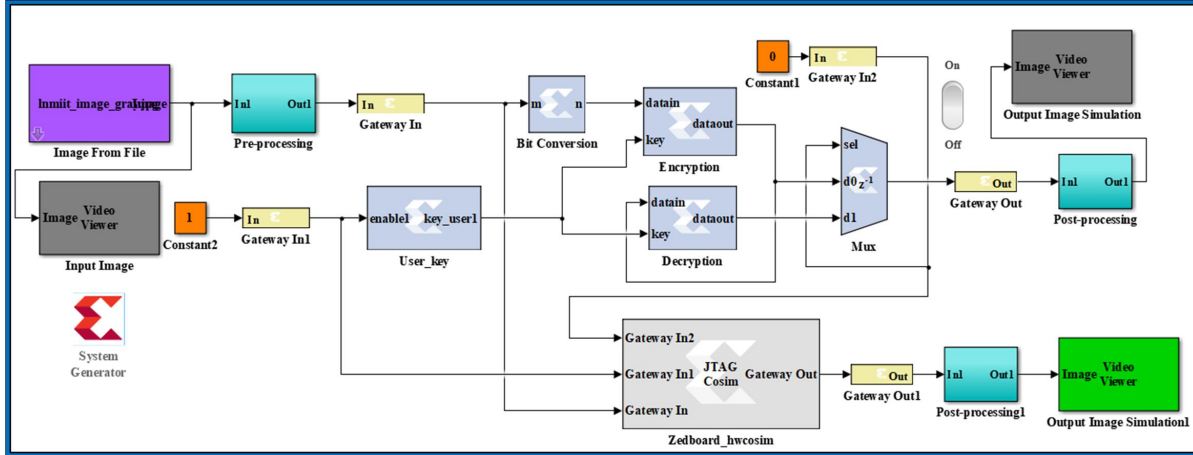 lnmiit_image_gray.jpg
Image
Image From File
In1 Out1
Pre-processing
In
Gateway In
m n
Bit Conversion
datain
key
dataout
Encryption
0
Constant1
In
Gateway In2
On
Off
Image Video Viewer
Output Image Simulation
Image Video Viewer
Input Image
1
Constant2
In
Gateway In1
enable1 key_user1
User_key
datain
key
dataout
Decryption
sel
d0 z⁻¹
d1
Mux
Out
Gateway Out
In1 Out1
Post-processing
System
Generator
Gateway In2
Gateway In1
Gateway In
JTAG
Cosim
Gateway Out
Zedboard_hwcosim
Out
Gateway Out1
In1 Out1
Post-processing1
Image Video Viewer
Output Image Simulation1